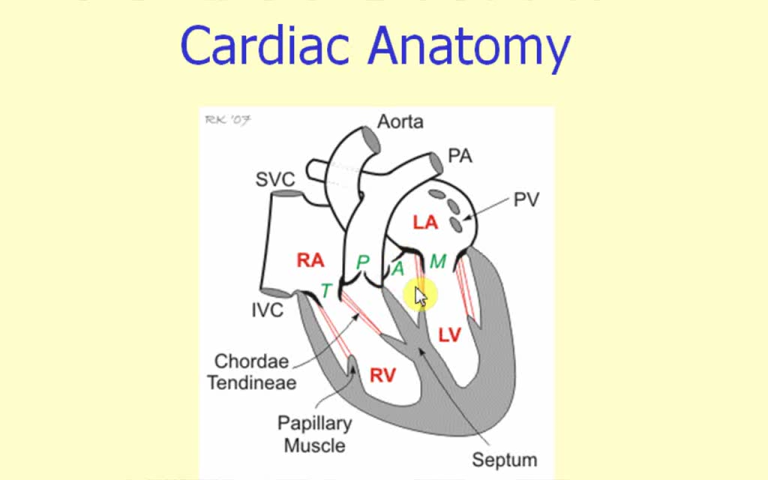 Cardiac Anatomy
RK '07
Aorta
PA
SVC
PV
LA
RA
P
A
M
T
IVC
LV
Chordae
Tendineae
RV
Papillary
Muscle
Septum